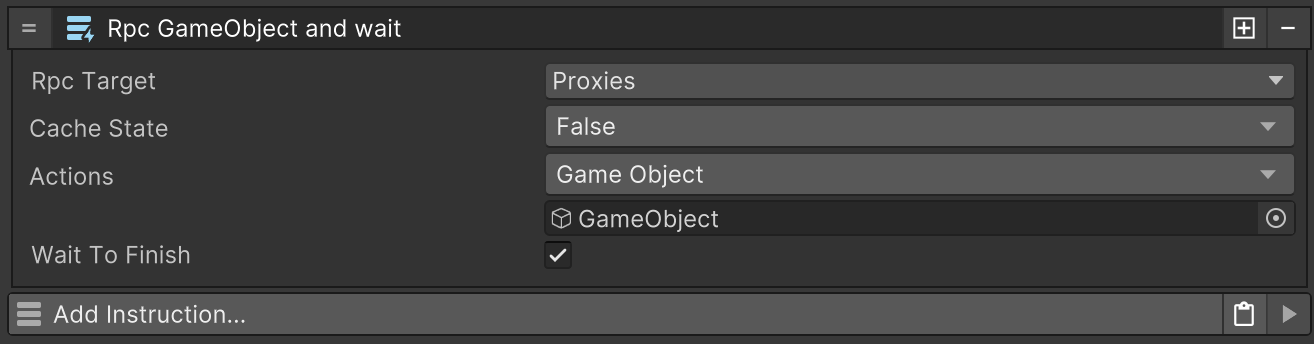 Rpc GameObject and wait
Rpc Target
Proxies
Cache State
False
Actions
Game Object
GameObject
Wait To Finish
Add Instruction...